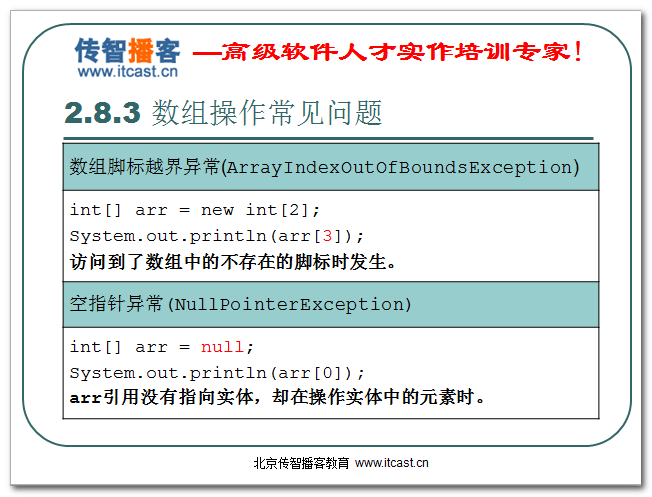 传智播客 —高级软件人才实作培训专家!
www.itcast.cn
2.8.3 数组操作常见问题
数组脚标越界异常(ArrayIndexOutOfBoundsException)
int[] arr = new int[2];
System.out.println(arr[3]);
访问到了数组中的不存在的脚标时发生。
空指针异常(NullPointerException)
int[] arr = null;
System.out.println(arr[0]);
arr引用没有指向实体，却在操作实体中的元素时。
北京传智播客教育 www.itcast.cn